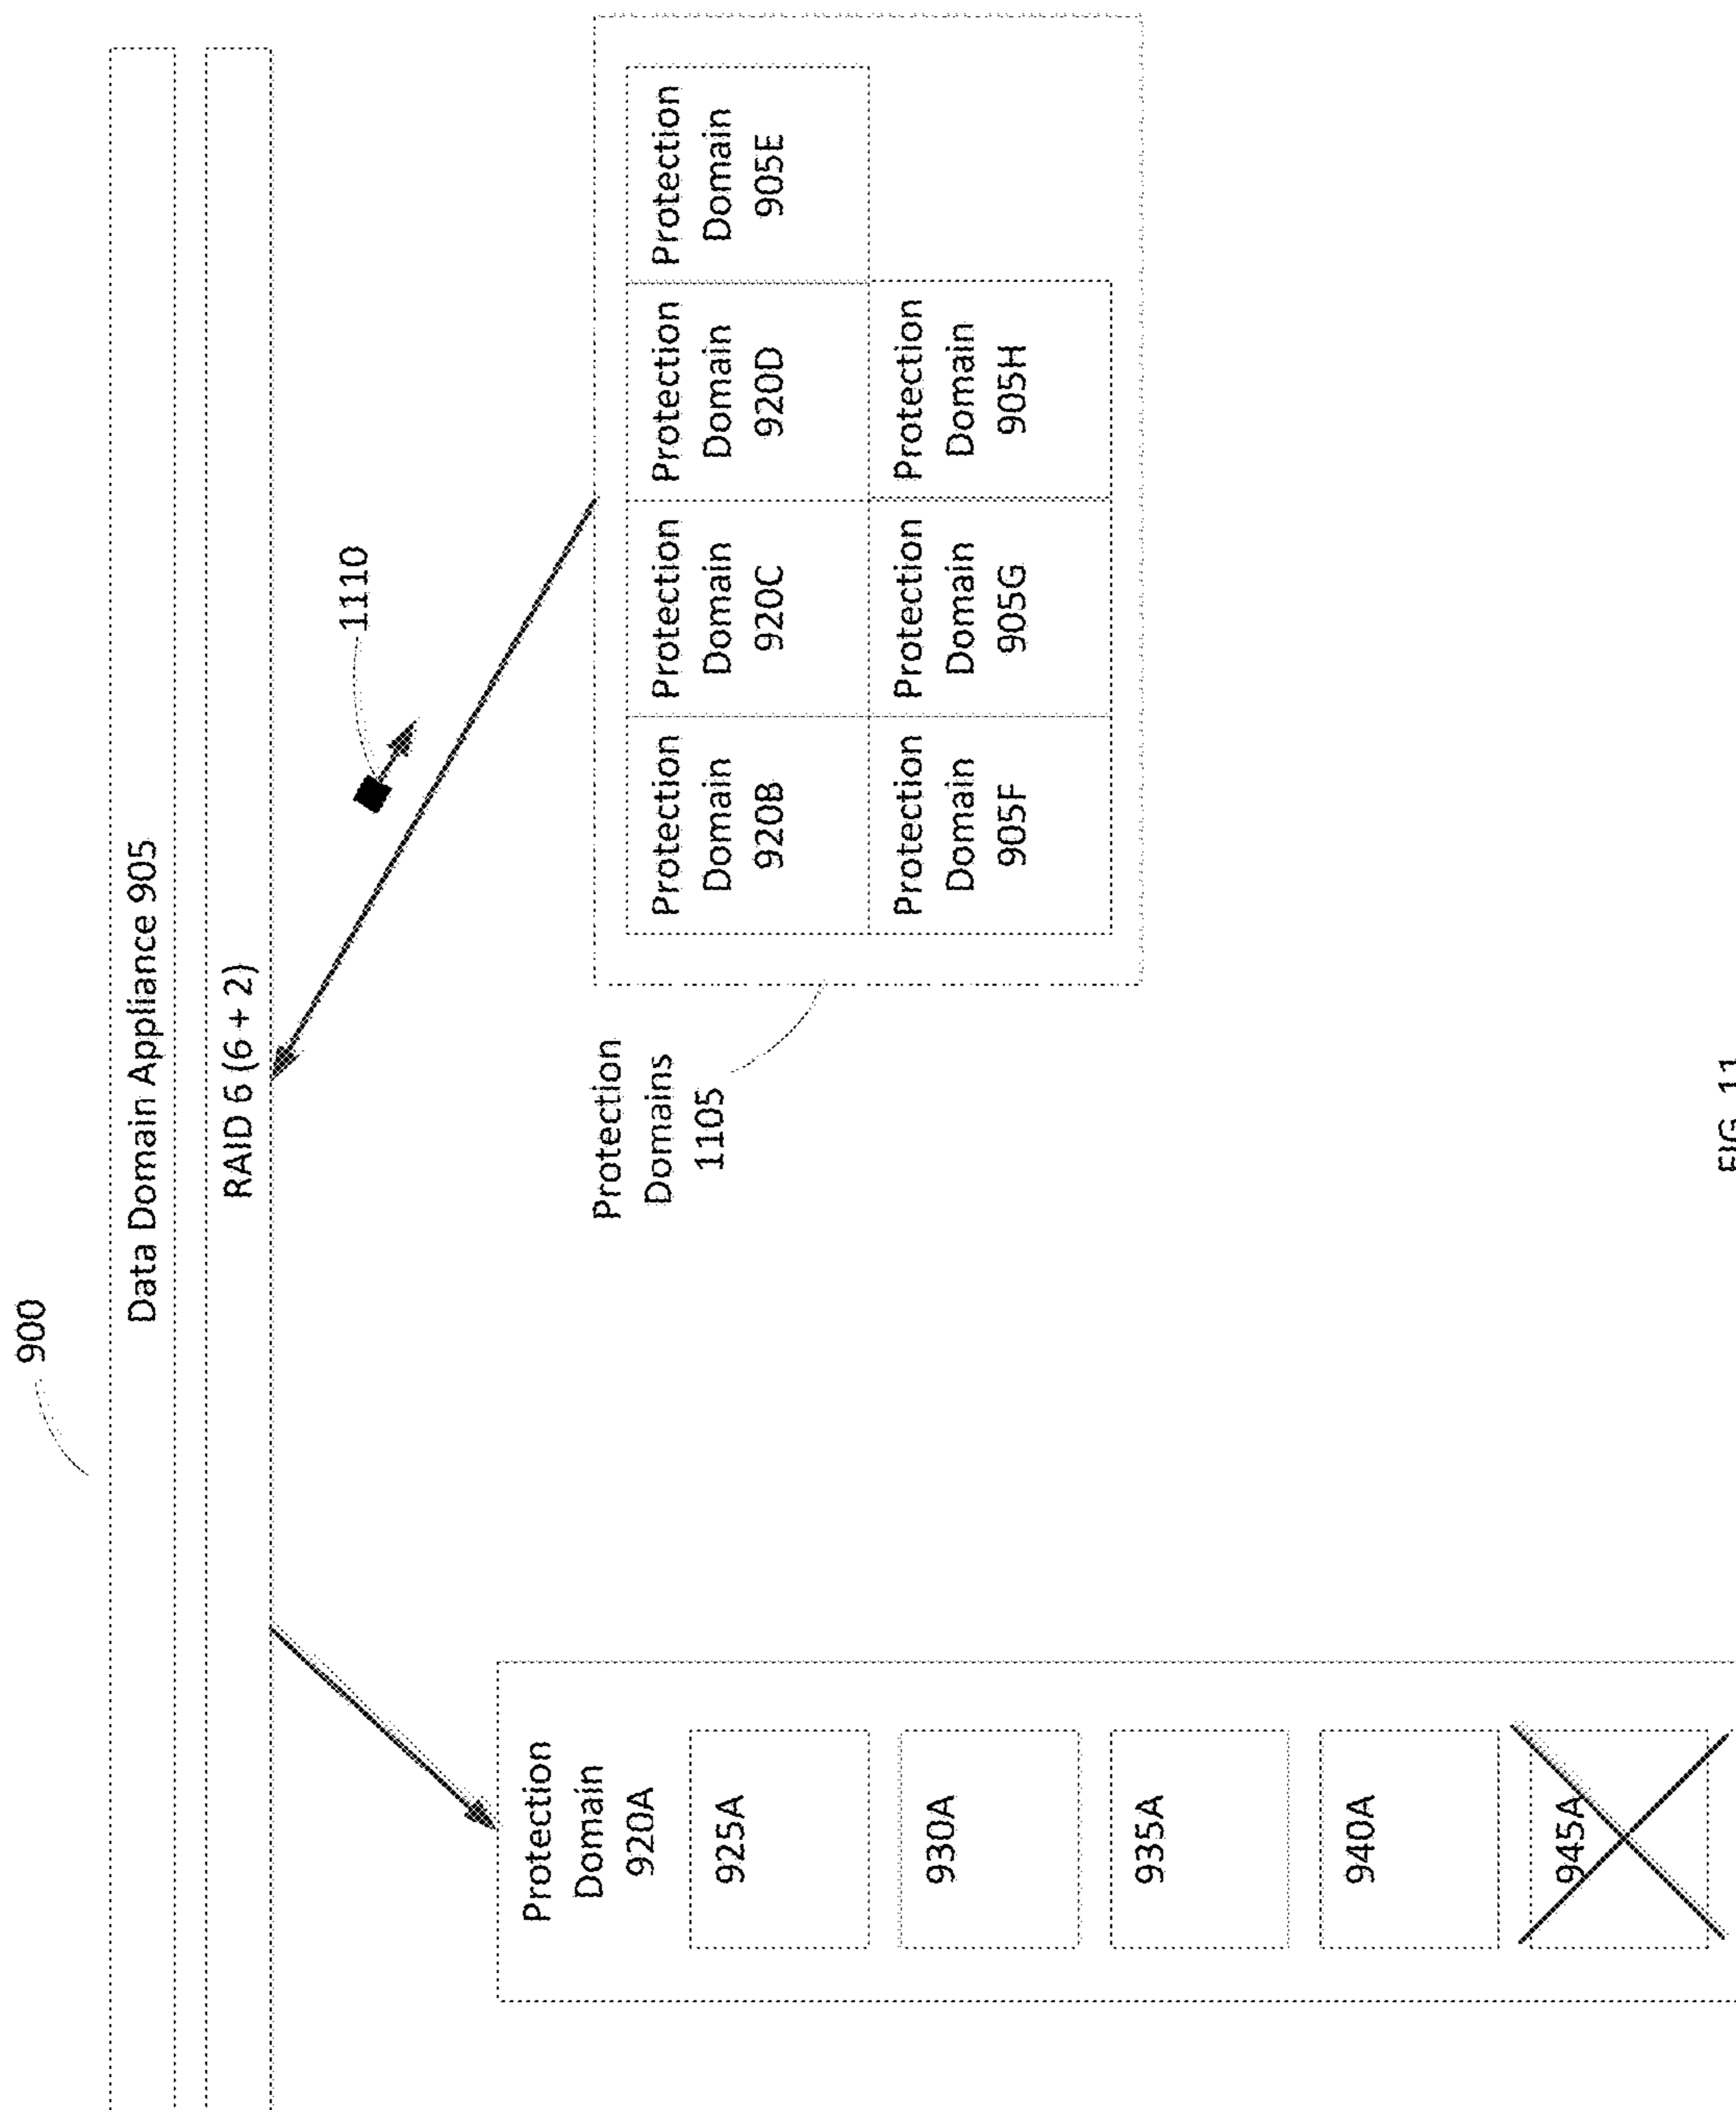 900
Data Domain Appliance 905
RAID 6 (6 + 2)
1110
Protection
Domain
920A
925A
930A
935A
940A
945A
Protection
Domains
1105
Protection
Domain
920B
Protection
Domain
920C
Protection
Domain
920D
Protection
Domain
905E
Protection
Domain
905F
Protection
Domain
905G
Protection
Domain
905H
FIG. 11